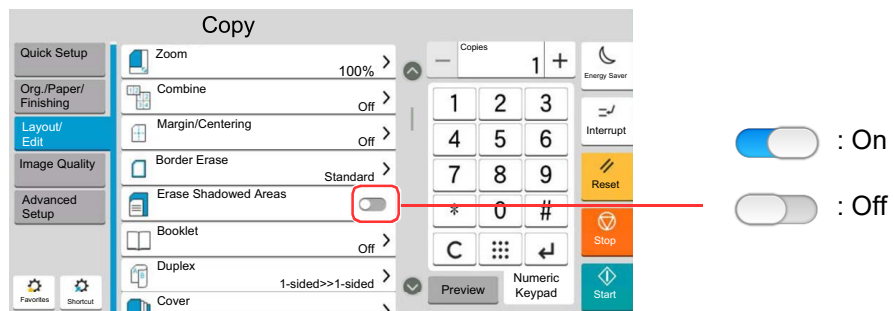 Copy
Quick Setup
Org./Paper/
Finishing
Layout/
Edit
Image Quality
Advanced
Setup
Favorites
Shortcut
Zoom
100%
Combine
Off
Margin/Centering
Off
Border Erase
Standard
Erase Shadowed Areas
Booklet
Off
Duplex
1-sided>>1-sided
Cover
Copies
− 1 +
1 2 3
4 5 6
7 8 9
* 0 #
C
Preview
Numeric
Keypad
Energy Saver
Interrupt
Reset
Stop
Start
: On
: Off